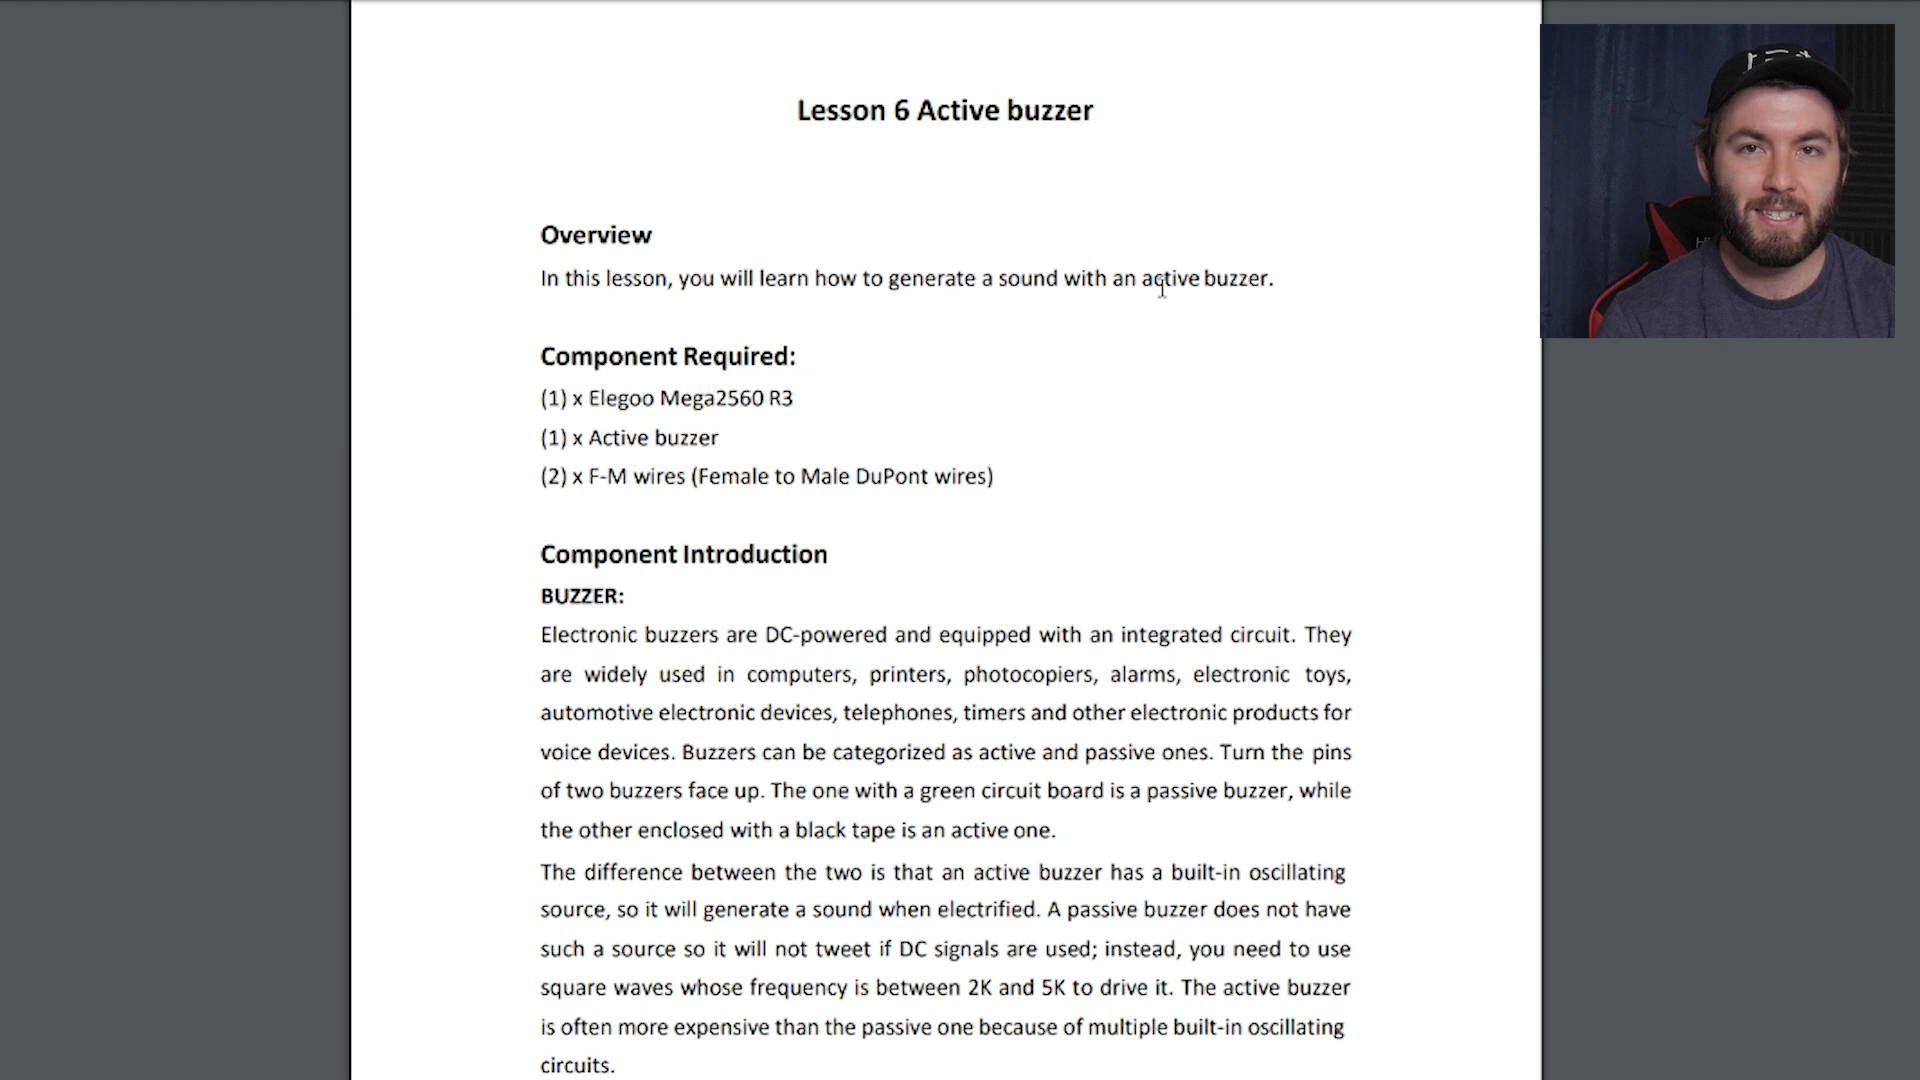 Lesson 6 Active buzzer
Overview
In this lesson, you will learn how to generate a sound with an active buzzer.
Component Required:
(1) x Elegoo Mega2560 R3
(1) x Active buzzer
(2) x F-M wires (Female to Male DuPont wires)
Component Introduction
BUZZER:
Electronic buzzers are DC-powered and equipped with an integrated circuit. They
are widely used in computers, printers, photocopiers, alarms, electronic toys,
automotive electronic devices, telephones, timers and other electronic products for
voice devices. Buzzers can be categorized as active and passive ones. Turn the pins
of two buzzers face up. The one with a green circuit board is a passive buzzer, while
the other enclosed with a black tape is an active one.
The difference between the two is that an active buzzer has a built-in oscillating
source, so it will generate a sound when electrified. A passive buzzer does not have
such a source so it will not tweet if DC signals are used; instead, you need to use
square waves whose frequency is between 2K and 5K to drive it. The active buzzer
is often more expensive than the passive one because of multiple built-in oscillating
circuits.